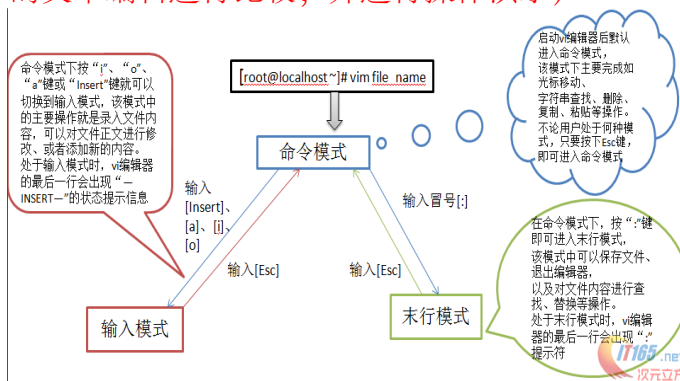 [root@localhost ~]# vim file_name
命令模式下按“i”、“o”、
“a”键或“Insert”键就可以
切换到输入模式，该模式中
的主要操作就是录入文件内
容，可以对文件正文进行修
改、或者添加新的内容。
处于输入模式时，vi编辑器
的最后一行会出现“—
INSERT—”的状态提示信息
启动vi编辑器后默认
进入命令模式，
该模式下主要完成如
光标移动、
字符串查找、删除、
复制、粘贴等操作。
不论用户处于何种模
式，只要按下Esc键，
即可进入命令模式
命令模式
输入
[Insert]、
[a]、[i]、
[o]
输入冒号[:]
输入[Esc]
输入[Esc]
在命令模式下，按“:”键
即可进入末行模式，
该模式中可以保存文件、
退出编辑器，
以及对文件内容进行查
找、替换等操作。
处于末行模式时，vi编辑
器的最后一行会出现“:”
提示符
输入模式
末行模式
IT165.net
次元立方